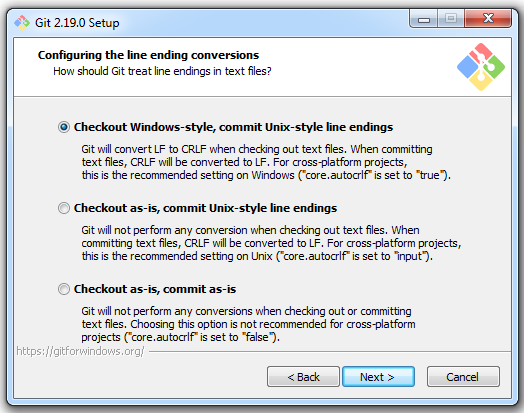 Git 2.19.0 Setup
Configuring the line ending conversions
How should Git treat line endings in text files?
Checkout Windows-style, commit Unix-style line endings
Git will convert LF to CRLF when checking out text files. When committing
text files, CRLF will be converted to LF. For cross-platform projects,
this is the recommended setting on Windows ("core.autocrlf" is set to "true").
Checkout as-is, commit Unix-style line endings
Git will not perform any conversion when checking out text files. When
committing text files, CRLF will be converted to LF. For cross-platform projects,
this is the recommended setting on Unix ("core.autocrlf" is set to "input").
Checkout as-is, commit as-is
Git will not perform any conversions when checking out or committing
text files. Choosing this option is not recommended for cross-platform
projects ("core.autocrlf" is set to "false").
https://gitforwindows.org/
< Back
Next >
Cancel